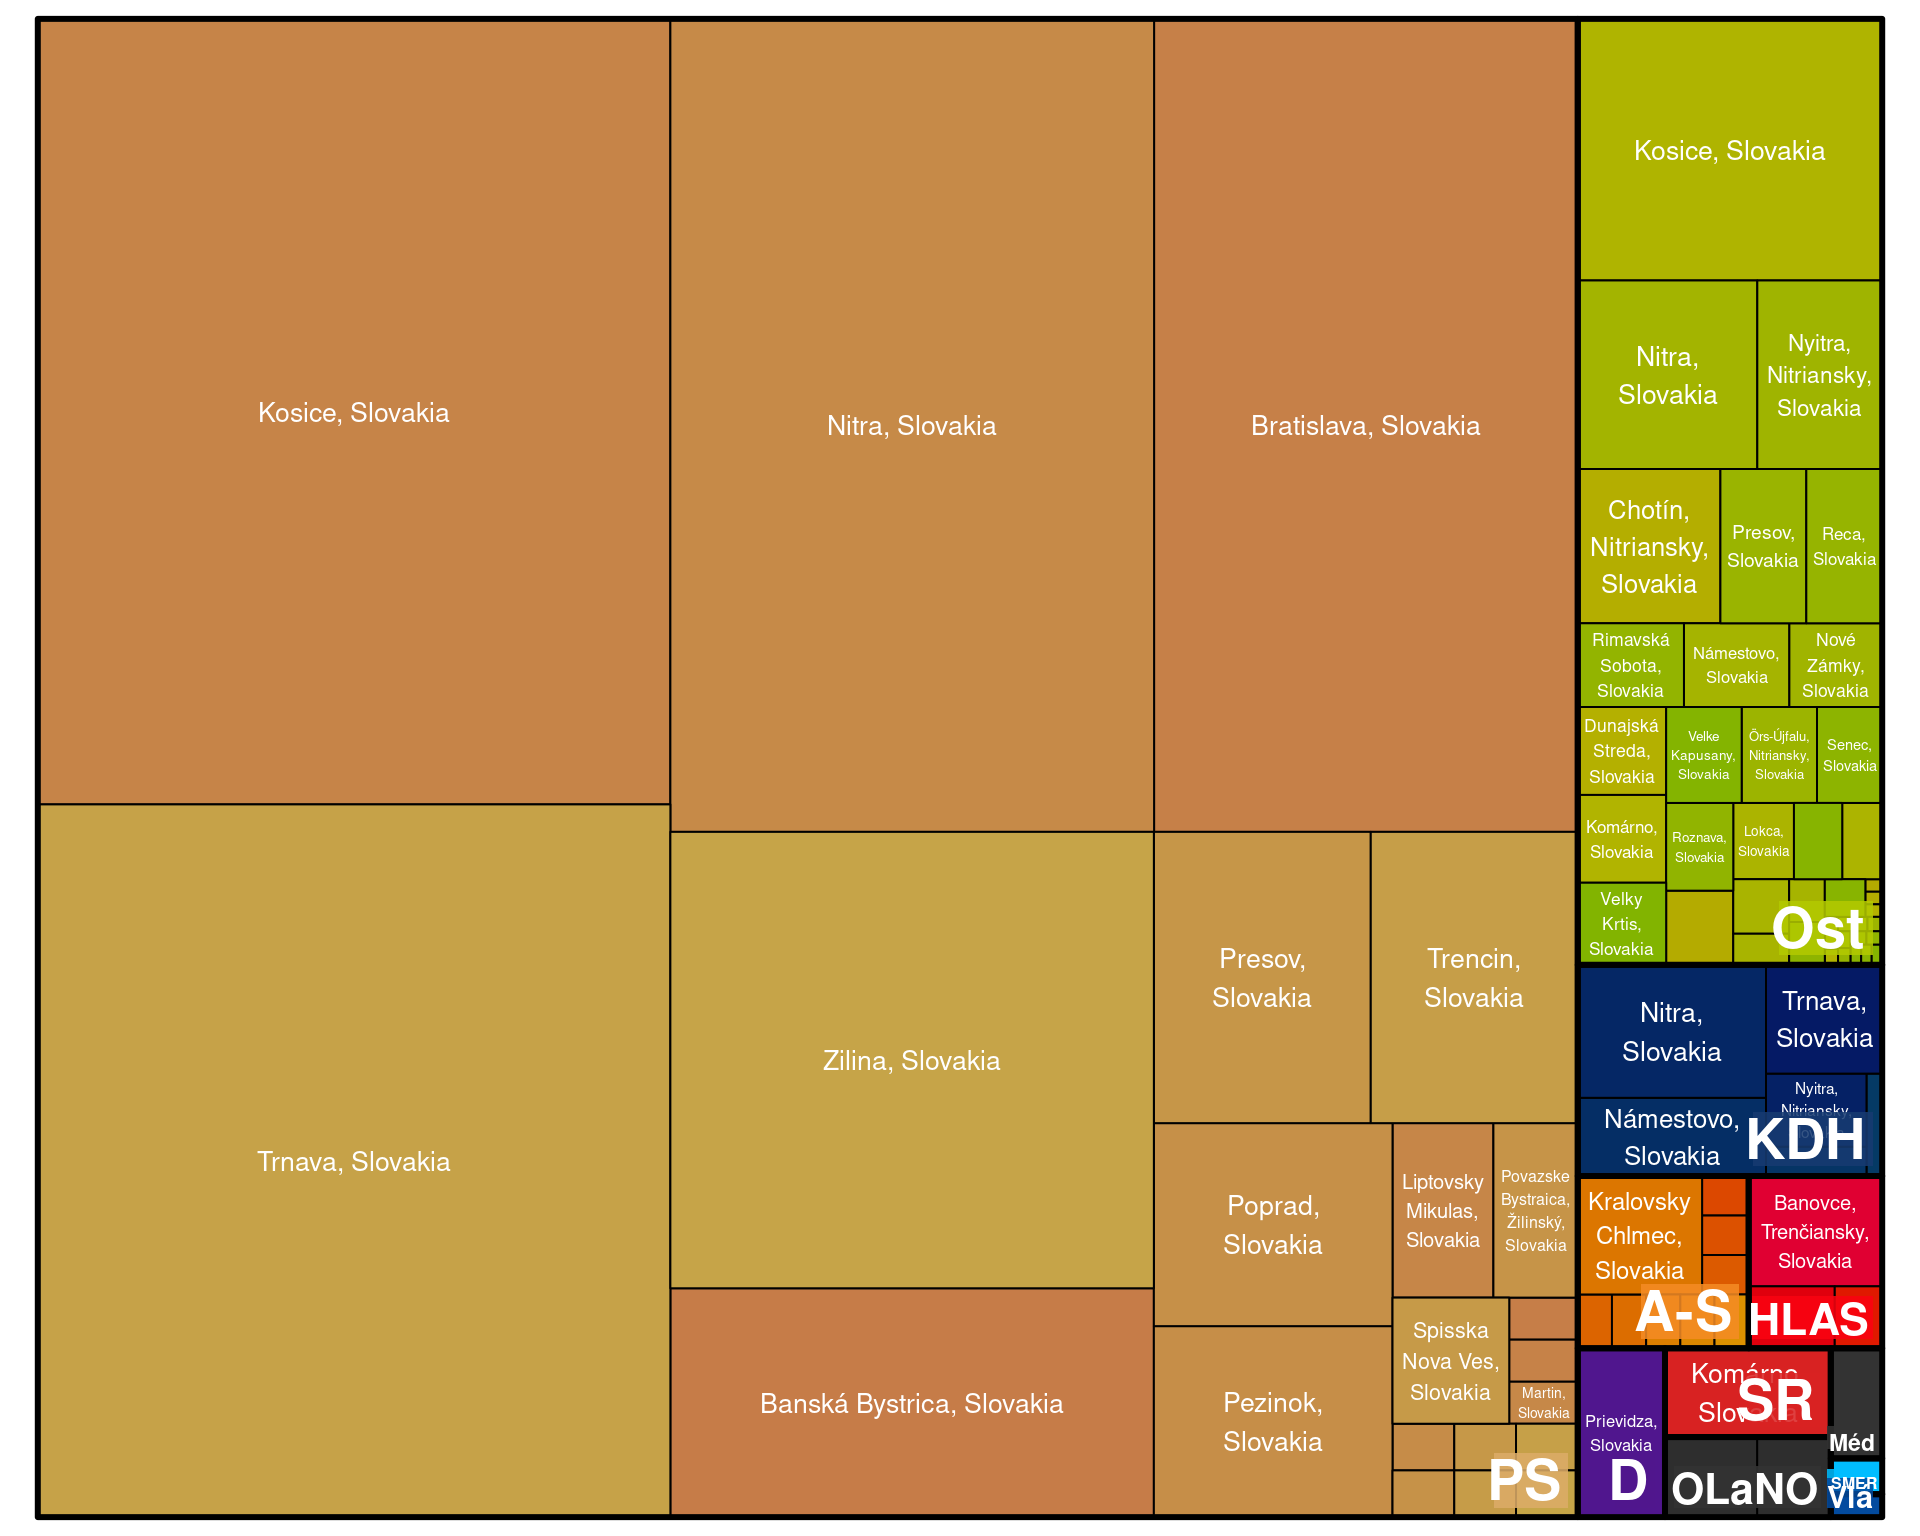 Kosice, Slovakia
Nitra, Slovakia
Bratislava, Slovakia
Trnava, Slovakia
Zilina, Slovakia
Banská Bystrica, Slovakia
Presov,
Slovakia
Trencin,
Slovakia
Poprad,
Slovakia
Liptovsky
Mikulas,
Slovakia
Povazske
Bystraica,
Žilinský,
Slovakia
Pezinok,
Slovakia
Spisska
Nova Ves,
Slovakia
Martin,
Slovakia
PS
Kosice, Slovakia
Nitra,
Slovakia
Nyitra,
Nitriansky,
Slovakia
Chotín,
Nitriansky,
Slovakia
Presov,
Slovakia
Reca,
Slovakia
Rimavská
Sobota,
Slovakia
Námestovo,
Slovakia
Nové
Zámky,
Slovakia
Dunajská
Streda,
Slovakia
Velke
Kapusany,
Slovakia
Örs-Újfalu,
Nitriansky,
Slovakia
Senec,
Slovakia
Komárno,
Slovakia
Roznava,
Slovakia
Lokca,
Slovakia
Velky
Krtis,
Slovakia
Ost
Nitra,
Slovakia
Trnava,
Slovakia
Námestovo,
Slovakia
Nyitra,
Nitriansky,
KDH
Kralovsky
Chlmec,
Slovakia
A-S
Banovce,
Trenčiansky,
Slovakia
HLAS
Prievidza,
Slovakia
D
Komárno,
Slovakia
SR
OLaNO
Méd
SMER
Vla